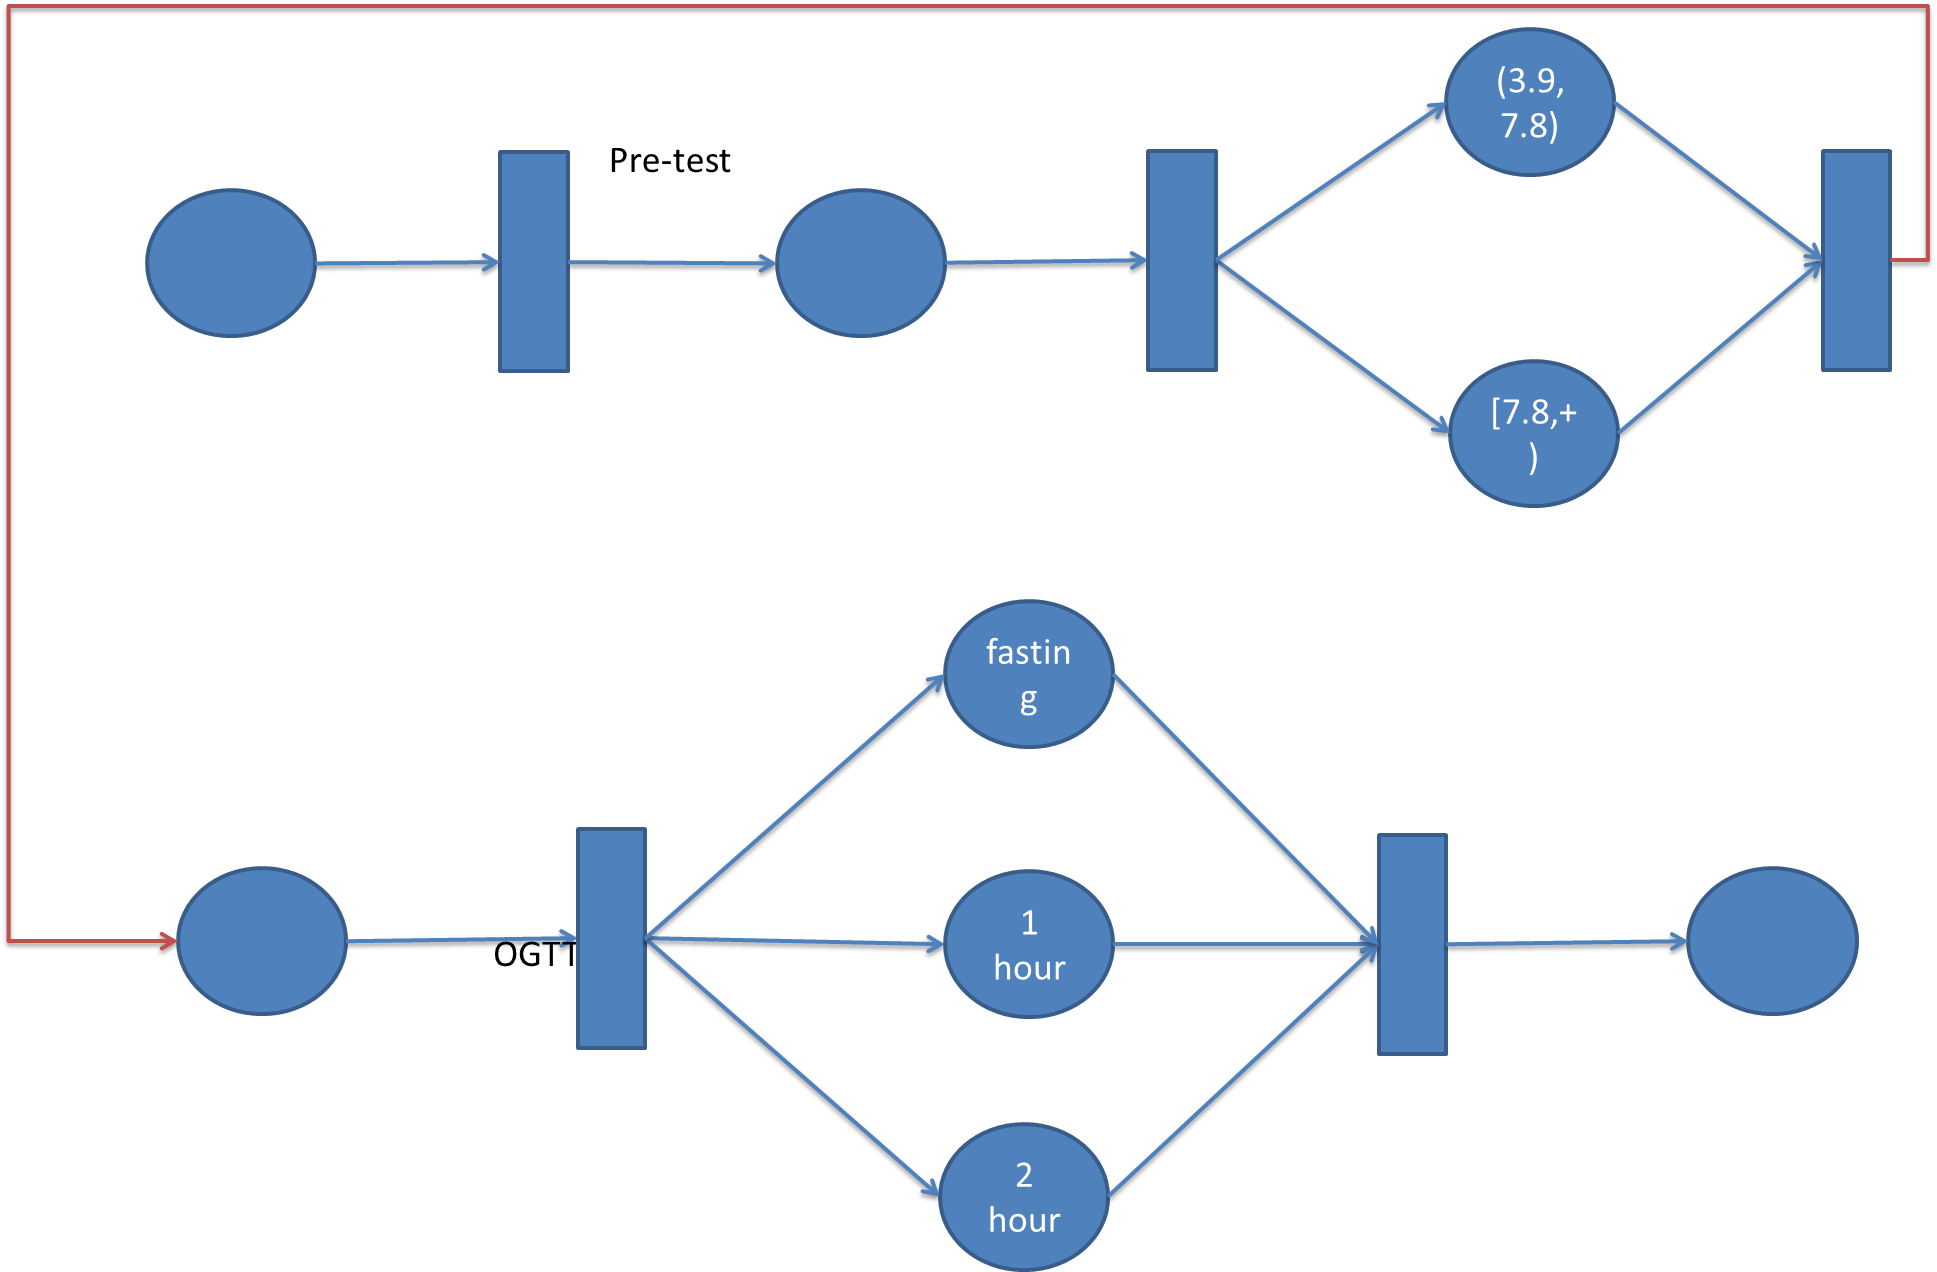 Pre-test
(3.9,
7.8)
[7.8,+
)
fastin
g
OGTT
1
hour
2
hour